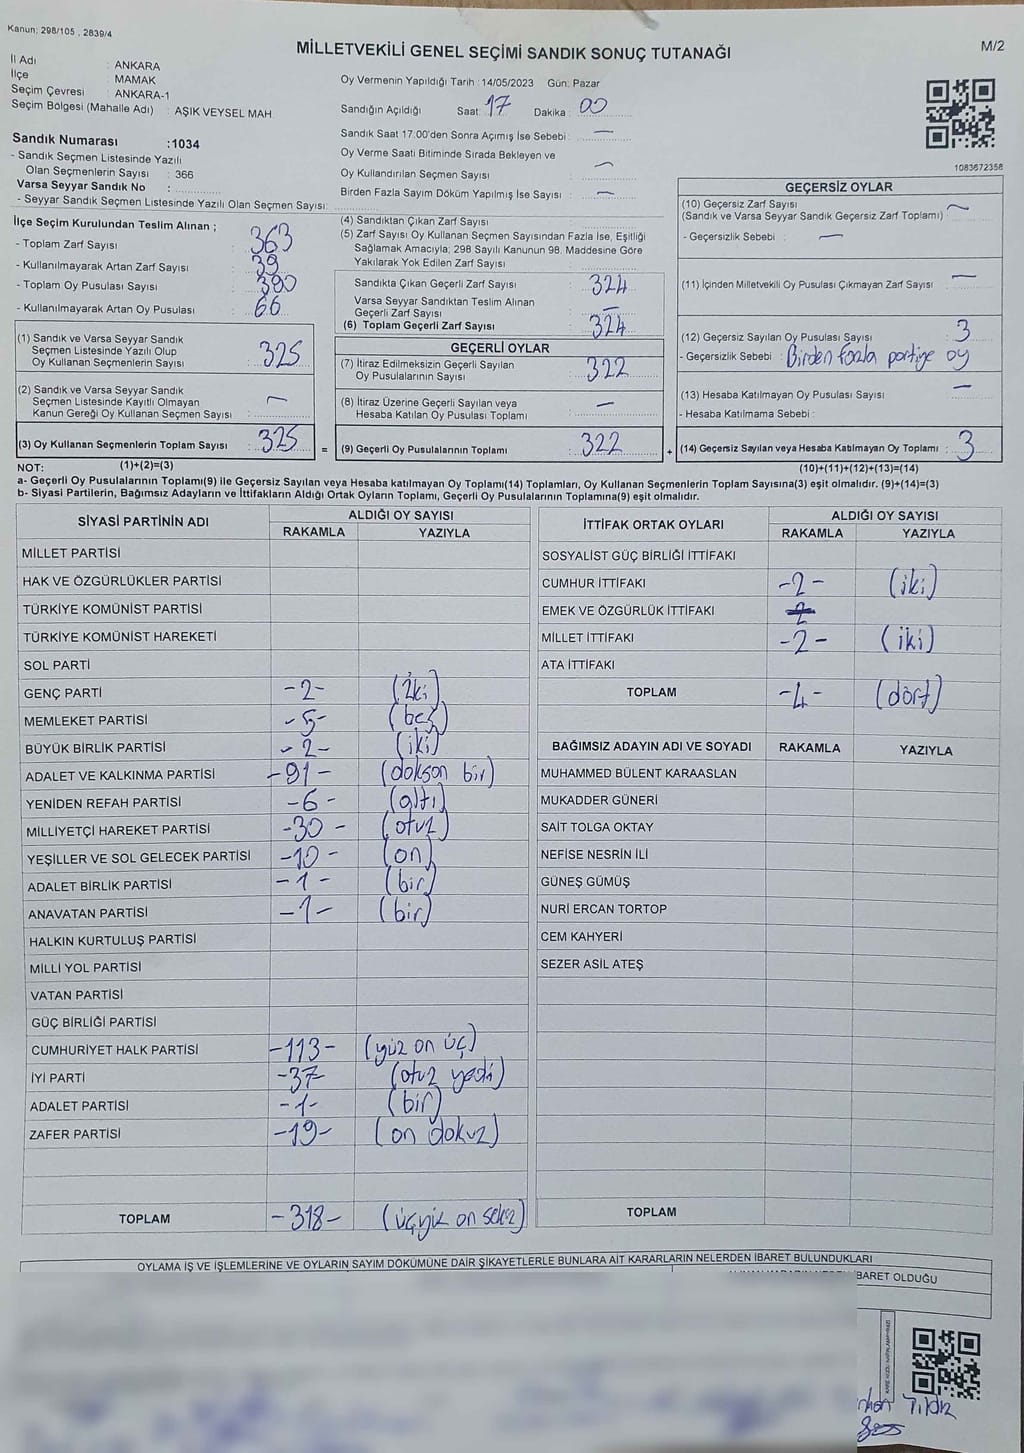 Kanun: 298/105 , 2839/4
MİLLETVEKİLİ GENEL SEÇİMİ SANDIK SONUÇ TUTANAĞI
M/2
İl Adı : ANKARA
İlçe MAMAK
Seçim Çevresi : ANKARA-1
Seçim Bölgesi (Mahalle Adı) : AŞIK VEYSEL MAH
Oy Vermenin Yapıldığı Tarih : 14/05/2023 Gün: Pazar
Sandığın Açıldığı Saat: 17 Dakika : 00
Sandık Saat 17.00'den Sonra Açımış İse Sebebi : —
Oy Verme Saati Bitiminde Sırada Bekleyen ve
Oy Kullandırılan Seçmen Sayısı : —
Birden Fazla Sayım Döküm Yapılmış İse Sayısı : —
1083672358
Sandık Numarası :1034
- Sandık Seçmen Listesinde Yazılı
Olan Seçmenlerin Sayısı : 366
Varsa Seyyar Sandık No :
- Seyyar Sandık Seçmen Listesinde Yazılı Olan Seçmen Sayısı:
İlçe Seçim Kurulundan Teslim Alınan ;
- Toplam Zarf Sayısı : 363
- Kullanılmayarak Artan Zarf Sayısı : 39
- Toplam Oy Pusulası Sayısı : 390
- Kullanılmayarak Artan Oy Pusulası : 66
(1) Sandık ve Varsa Seyyar Sandık
Seçmen Listesinde Yazılı Olup
Oy Kullanan Seçmenlerin Sayısı : 325
(2) Sandık ve Varsa Seyyar Sandık
Seçmen Listesinde Kayıtlı Olmayan
Kanun Gereği Oy Kullanan Seçmen Sayısı : —
(3) Oy Kullanan Seçmenlerin Toplam Sayısı : 325
(4) Sandıktan Çıkan Zarf Sayısı :
(5) Zarf Sayısı Oy Kullanan Seçmen Sayısından Fazla İse, Eşitliği
Sağlamak Amacıyla; 298 Sayılı Kanunun 98. Maddesine Göre
Yakılarak Yok Edilen Zarf Sayısı :
Sandıkta Çıkan Geçerli Zarf Sayısı : 324
Varsa Seyyar Sandıktan Teslim Alınan
Geçerli Zarf Sayısı : —
(6) Toplam Geçerli Zarf Sayısı : 324
GEÇERLİ OYLAR
(7) İtiraz Edilmeksizin Geçerli Sayılan
Oy Pusulalarının Sayısı : 322
(8) İtiraz Üzerine Geçerli Sayılan veya
Hesaba Katılan Oy Pusulası Toplamı : —
= (9) Geçerli Oy Pusulalarının Toplamı : 322
GEÇERSİZ OYLAR
(10) Geçersiz Zarf Sayısı
(Sandık ve Varsa Seyyar Sandık Geçersiz Zarf Toplamı) : —
- Geçersizlik Sebebi : —
(11) İçinden Milletvekili Oy Pusulası Çıkmayan Zarf Sayısı : —
(12) Geçersiz Sayılan Oy Pusulası Sayısı : 3
- Geçersizlik Sebebi : Birden fazla partiye oy
(13) Hesaba Katılmayan Oy Pusulası Sayısı : —
- Hesaba Katılmama Sebebi :
+ (14) Geçersiz Sayılan veya Hesaba Katılmayan Oy Toplamı : 3
NOT: (1)+(2)=(3) (10)+(11)+(12)+(13)=(14)
a- Geçerli Oy Pusulalarının Toplamı(9) ile Geçersiz Sayılan veya Hesaba katılmayan Oy Toplamı(14) Toplamları, Oy Kullanan Seçmenlerin Toplam Sayısına(3) eşit olmalıdır. (9)+(14)=(3)
b- Siyasi Partilerin, Bağımsız Adayların ve İttifakların Aldığı Ortak Oyların Toplamı, Geçerli Oy Pusulalarının Toplamına(9) eşit olmalıdır.
SİYASİ PARTİNİN ADI ALDIĞI OY SAYISI
RAKAMLA YAZIYLA
MİLLET PARTİSİ
HAK VE ÖZGÜRLÜKLER PARTİSİ
TÜRKİYE KOMÜNİST PARTİSİ
TÜRKİYE KOMÜNİST HAREKETİ
SOL PARTİ
GENÇ PARTİ -2- (İki)
MEMLEKET PARTİSİ -5- (beş)
BÜYÜK BİRLİK PARTİSİ -2- (iki)
ADALET VE KALKINMA PARTİSİ -91- (doksan bir)
YENİDEN REFAH PARTİSİ -6- (altı)
MİLLİYETÇİ HAREKET PARTİSİ -30- (otuz)
YEŞİLLER VE SOL GELECEK PARTİSİ -10- (on)
ADALET BİRLİK PARTİSİ -1- (bir)
ANAVATAN PARTİSİ -1- (bir)
HALKIN KURTULUŞ PARTİSİ
MİLLİ YOL PARTİSİ
VATAN PARTİSİ
GÜÇ BİRLİĞİ PARTİSİ
CUMHURİYET HALK PARTİSİ -113- (yüz on üç)
İYİ PARTİ -37- (otuz yedi)
ADALET PARTİSİ -1- (bir)
ZAFER PARTİSİ -19- (on dokuz)
TOPLAM -318- (üçyüz on sekiz)
İTTİFAK ORTAK OYLARI ALDIĞI OY SAYISI
RAKAMLA YAZIYLA
SOSYALİST GÜÇ BİRLİĞİ İTTİFAKI
CUMHUR İTTİFAKI -2- (iki)
EMEK VE ÖZGÜRLÜK İTTİFAKI
MİLLET İTTİFAKI -2- (iki)
ATA İTTİFAKI
TOPLAM -4- (dört)
BAĞIMSIZ ADAYIN ADI VE SOYADI RAKAMLA YAZIYLA
MUHAMMED BÜLENT KARAASLAN
MUKADDER GÜNERİ
SAİT TOLGA OKTAY
NEFİSE NESRİN İLİ
GÜNEŞ GÜMÜŞ
NURİ ERCAN TORTOP
CEM KAHYERİ
SEZER ASİL ATEŞ
TOPLAM
OYLAMA İŞ VE İŞLEMLERİNE VE OYLARIN SAYIM DÖKÜMÜNE DAİR ŞİKAYETLERLE BUNLARA AİT KARARLARIN NELERDEN İBARET BULUNDUKLARI
İBARET OLDUĞU